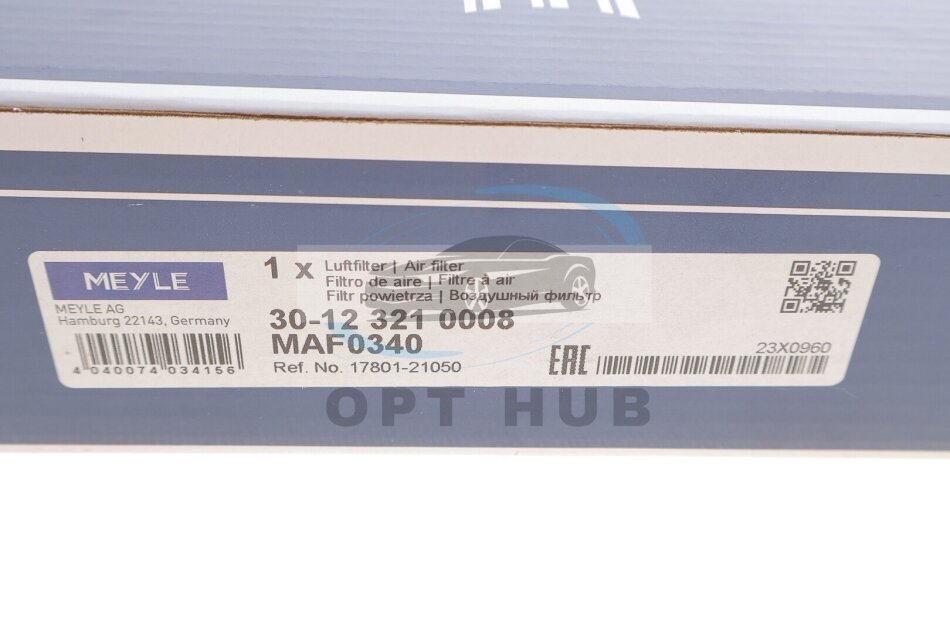 MEYLE
MEYLE AG
Hamburg 22143, Germany
4 040074 034156
1 x Luftfilter | Air filter
Filtro de aire | Filtre à air
Filtr powietrza | Воздушный фильтр
30-12 321 0008
MAF0340
Ref. No. 17801-21050
EAC
23X0960
OPT HUB